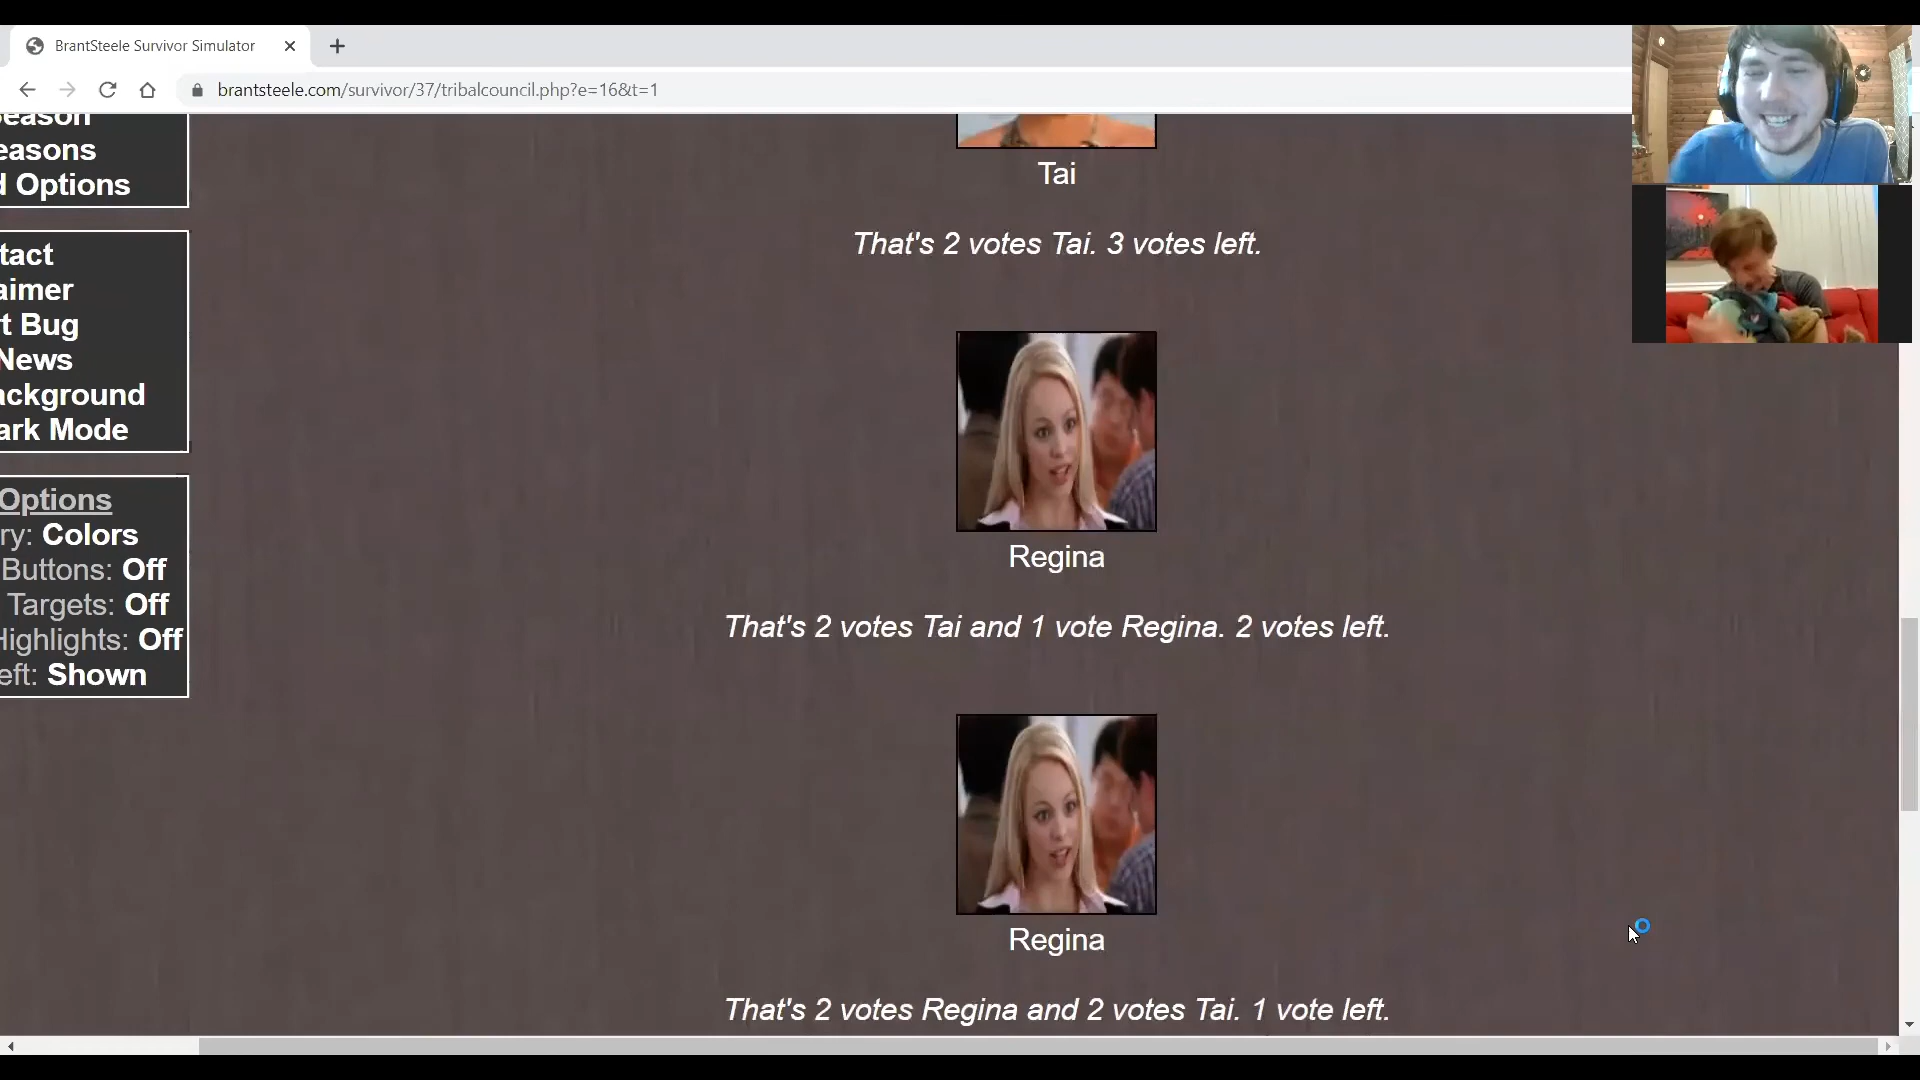 BrantSteele Survivor Simulator
brantsteele.com/survivor/37/tribalcouncil.php?e=16&t=1
eason
easons
d Options
Tai
That's 2 votes Tai. 3 votes left.
tact
aimer
t Bug
News
ackground
ark Mode
Options
ry: Colors
Buttons: Off
Targets: Off
Highlights: Off
eft: Shown
Regina
That's 2 votes Tai and 1 vote Regina. 2 votes left.
Regina
That's 2 votes Regina and 2 votes Tai. 1 vote left.